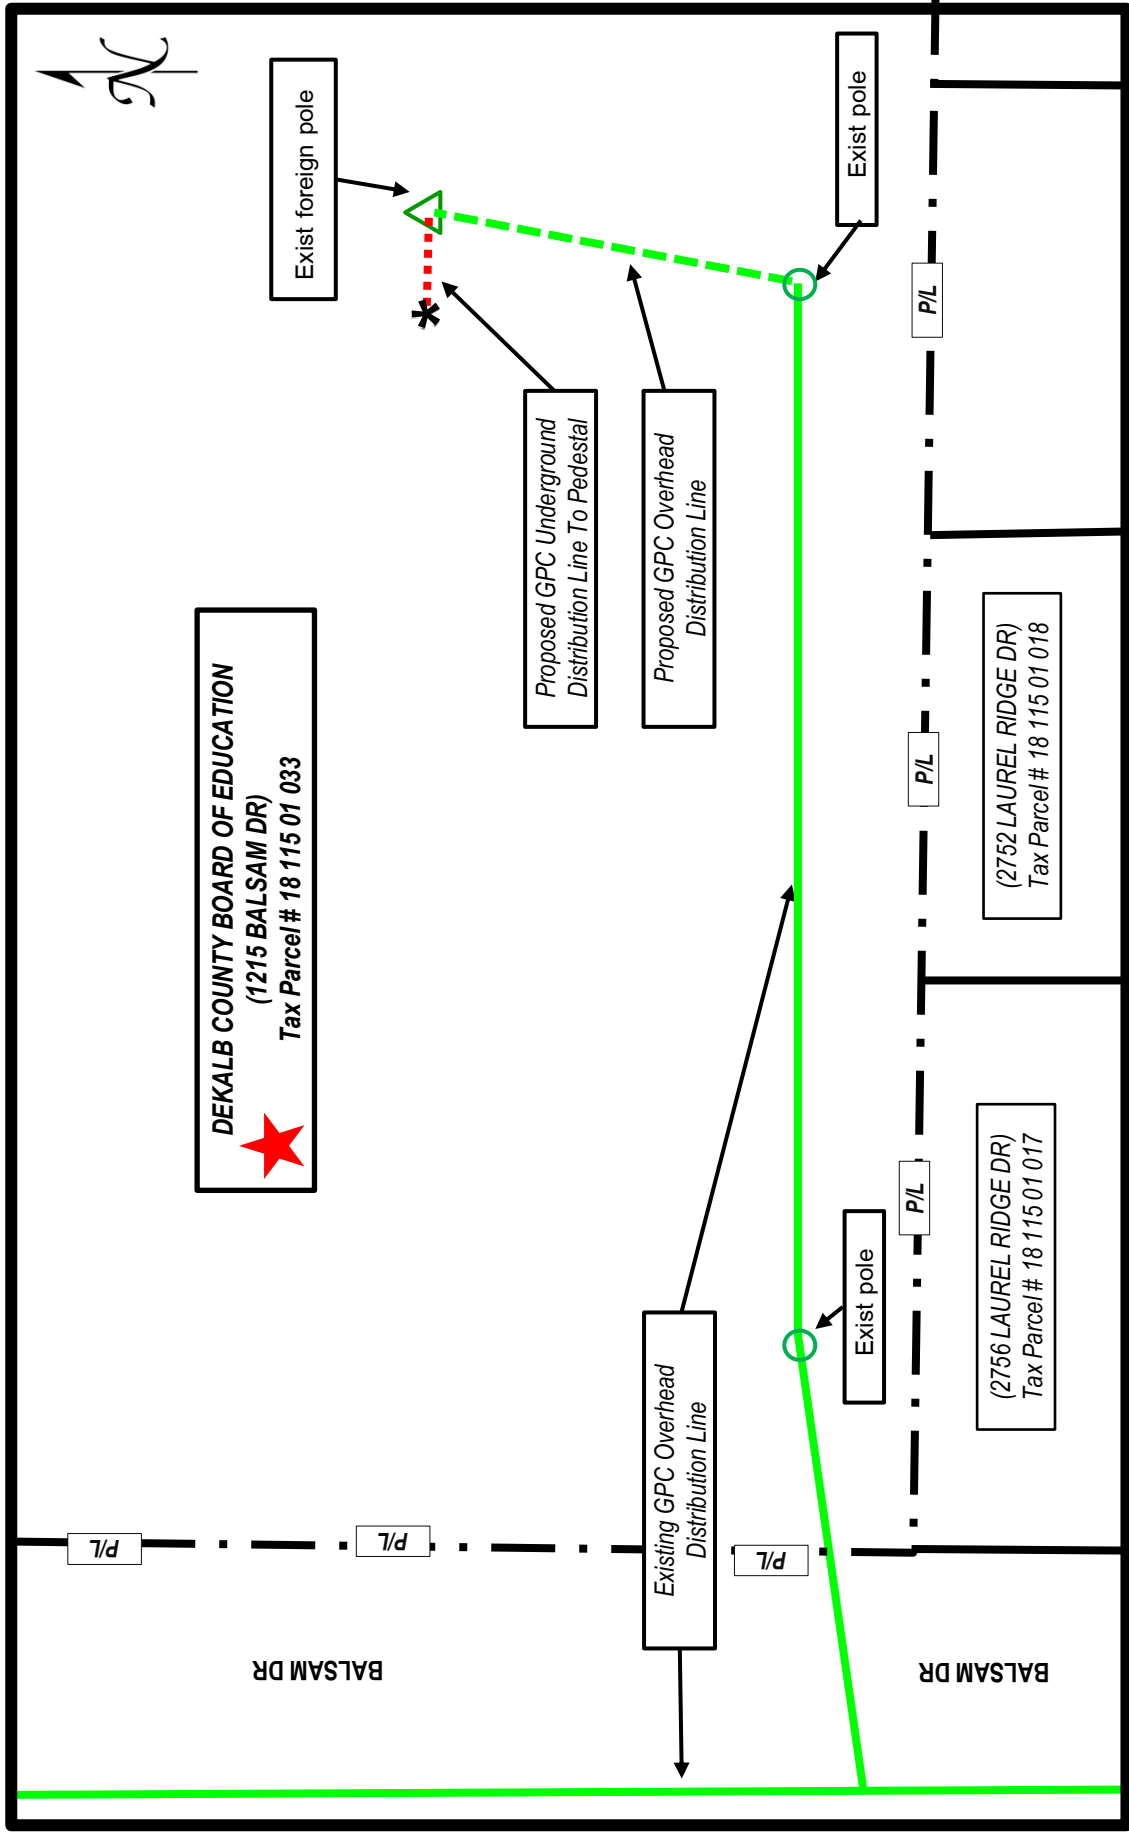 N
Exist foreign pole
Exist pole
P/L
Proposed GPC Underground
Distribution Line To Pedestal
Proposed GPC Overhead
Distribution Line
DEKALB COUNTY BOARD OF EDUCATION
(1215 BALSAM DR)
Tax Parcel # 18 115 01 033
P/L
(2752 LAUREL RIDGE DR)
Tax Parcel # 18 115 01 018
P/L
(2756 LAUREL RIDGE DR)
Tax Parcel # 18 115 01 017
Exist pole
Existing GPC Overhead
Distribution Line
P/L
P/L
P/L
BALSAM DR
BALSAM DR